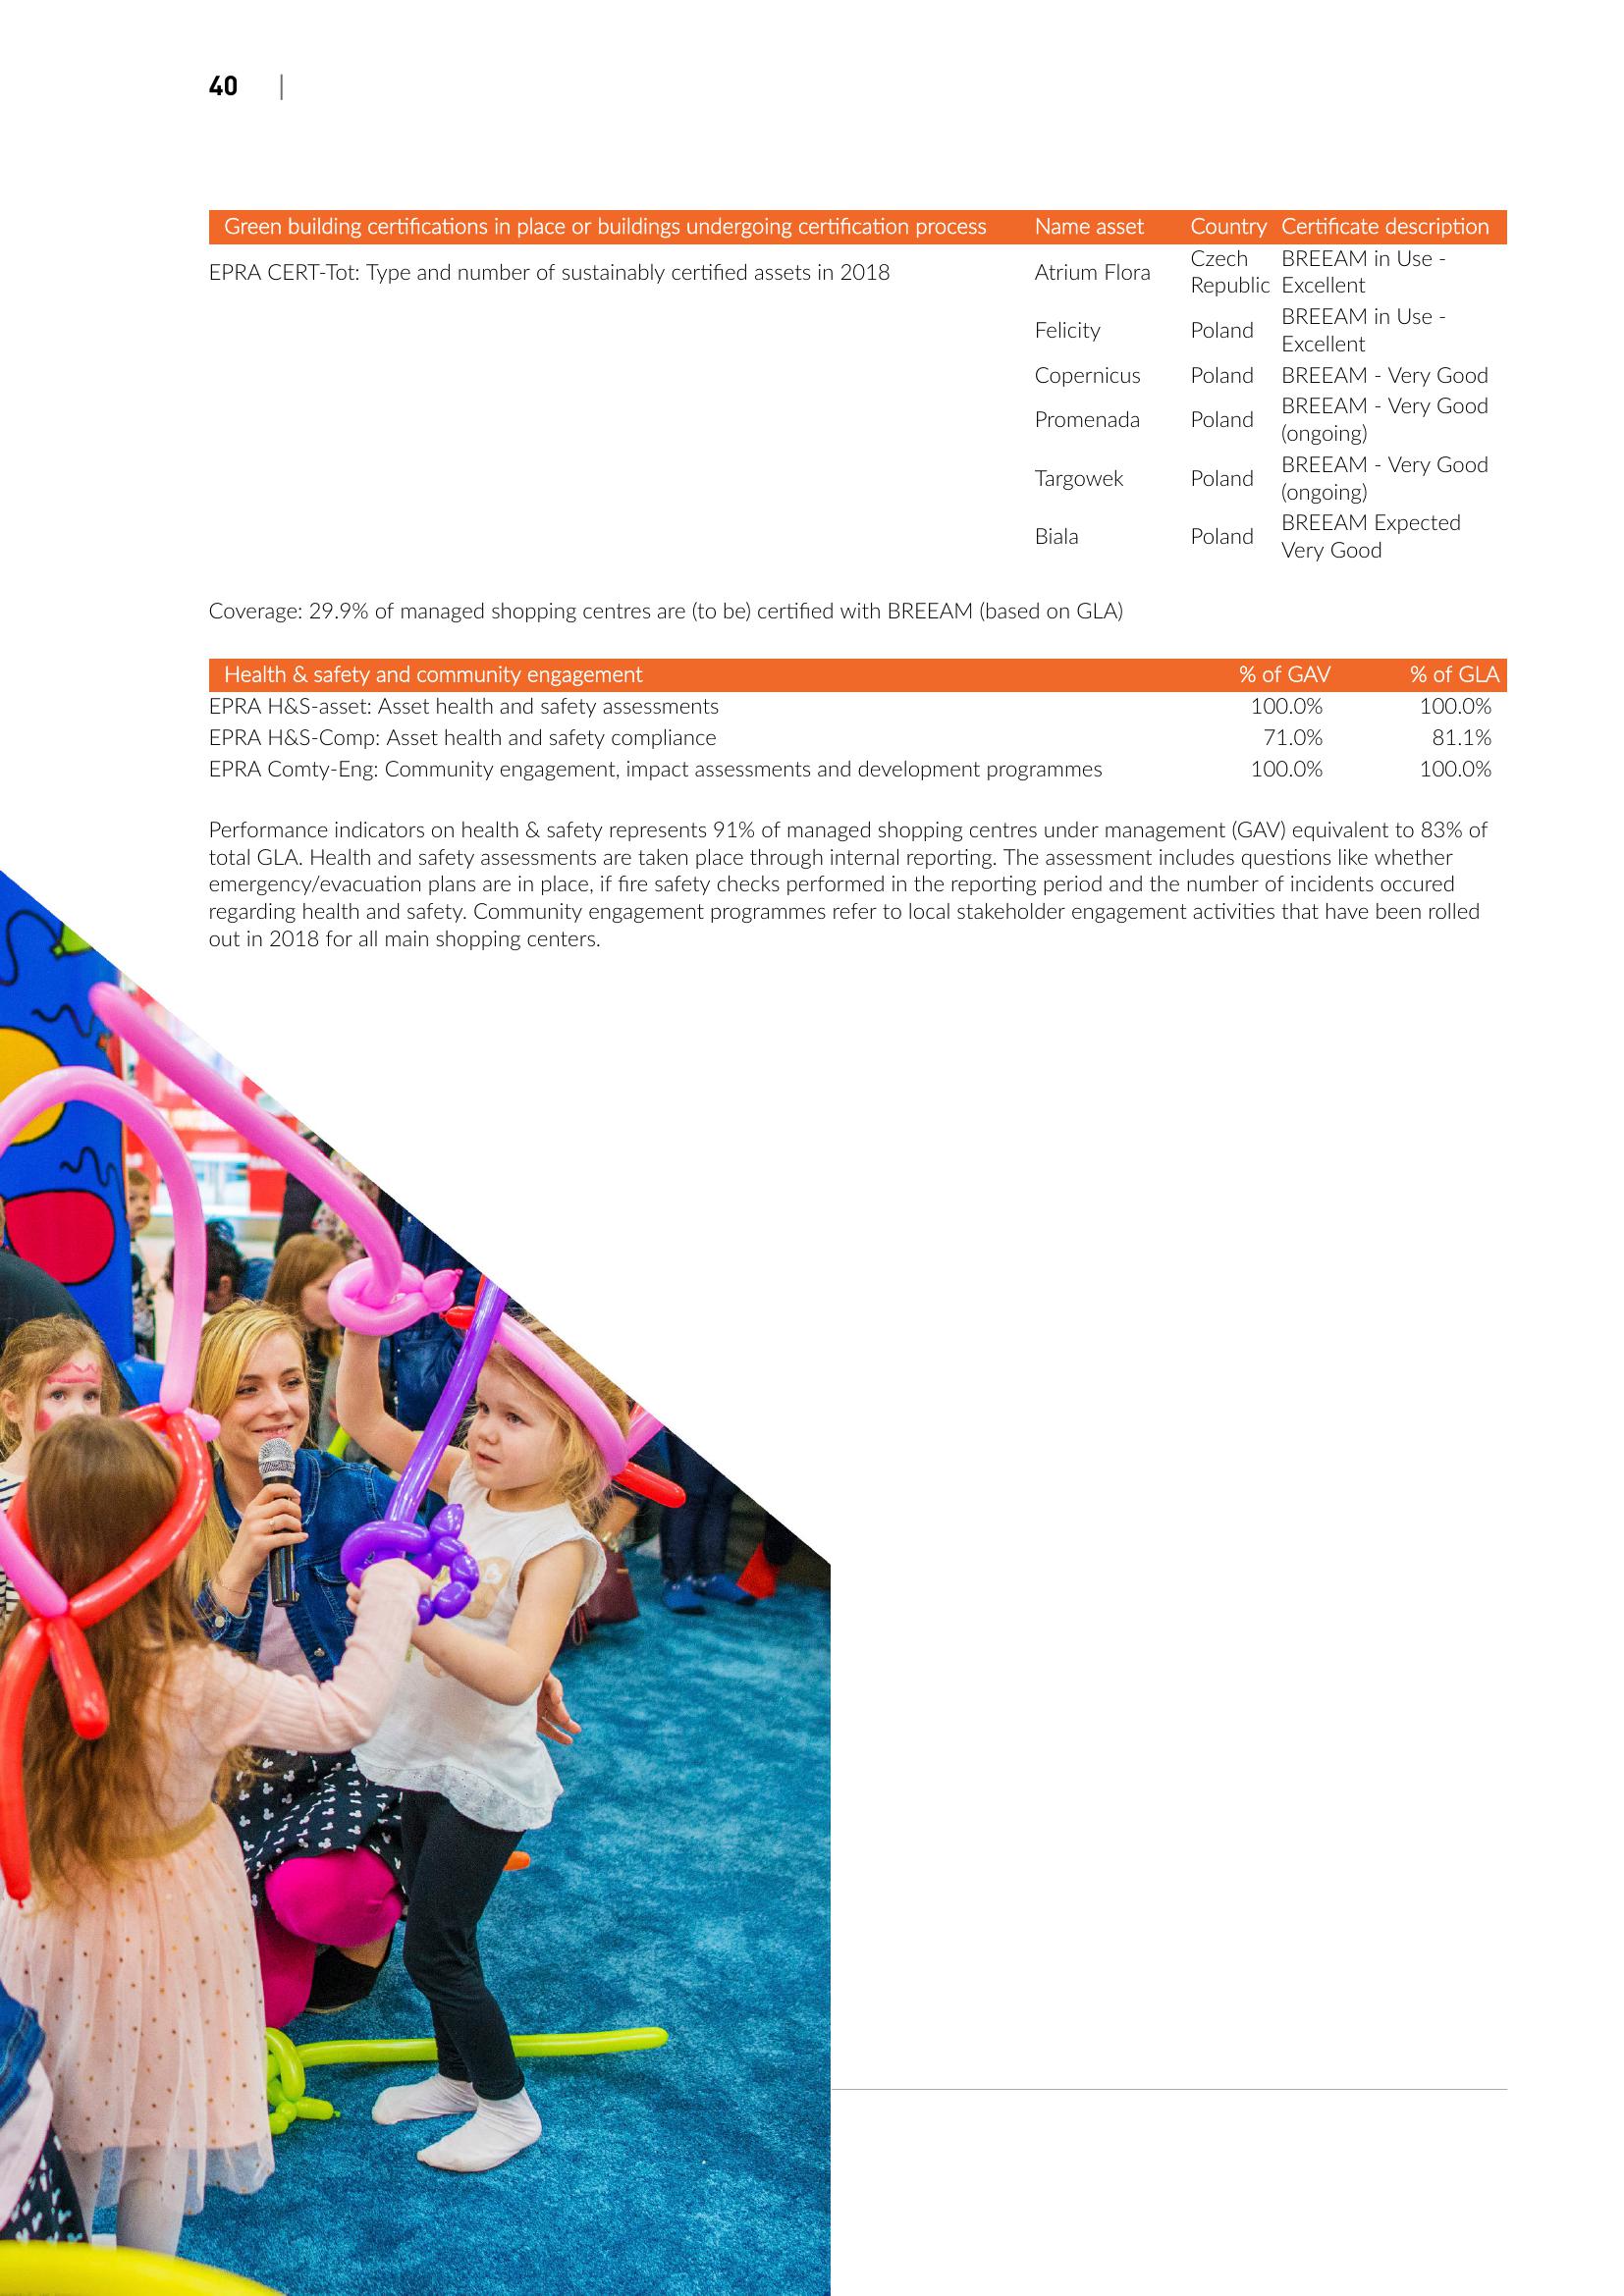 40 |
Green building certifications in place or buildings undergoing certification process Name asset Country Certificate description
EPRA CERT-Tot: Type and number of sustainably certified assets in 2018 Atrium Flora Czech Republic BREEAM in Use - Excellent
Felicity Poland BREEAM in Use - Excellent
Copernicus Poland BREEAM - Very Good
Promenada Poland BREEAM - Very Good (ongoing)
Targowek Poland BREEAM - Very Good (ongoing)
Biala Poland BREEAM Expected Very Good
Coverage: 29.9% of managed shopping centres are (to be) certified with BREEAM (based on GLA)
Health & safety and community engagement % of GAV % of GLA
EPRA H&S-asset: Asset health and safety assessments 100.0% 100.0%
EPRA H&S-Comp: Asset health and safety compliance 71.0% 81.1%
EPRA Comty-Eng: Community engagement, impact assessments and development programmes 100.0% 100.0%
Performance indicators on health & safety represents 91% of managed shopping centres under management (GAV) equivalent to 83% of
total GLA. Health and safety assessments are taken place through internal reporting. The assessment includes questions like whether
emergency/evacuation plans are in place, if fire safety checks performed in the reporting period and the number of incidents occured
regarding health and safety. Community engagement programmes refer to local stakeholder engagement activities that have been rolled
out in 2018 for all main shopping centers.